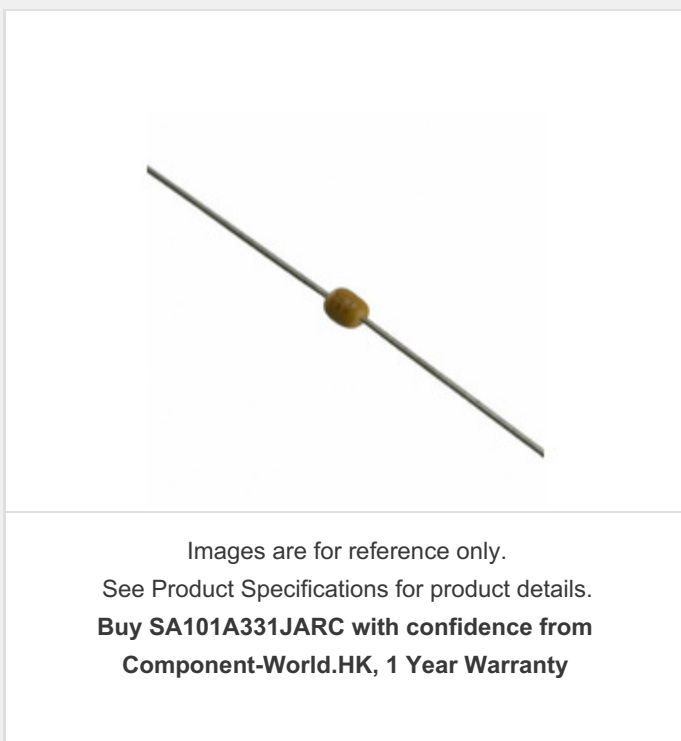 Images are for reference only.
See Product Specifications for product details.
Buy SA101A331JARC with confidence from
Component-World.HK, 1 Year Warranty